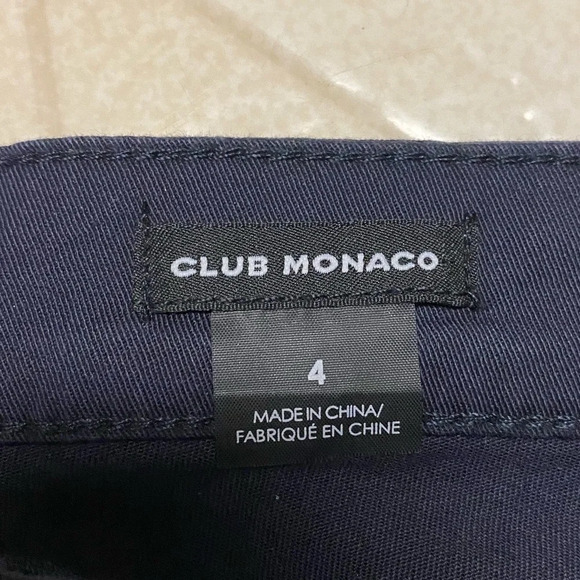 CLUB MONACO
4
MADE IN CHINA/
FABRIQUÉ EN CHINE